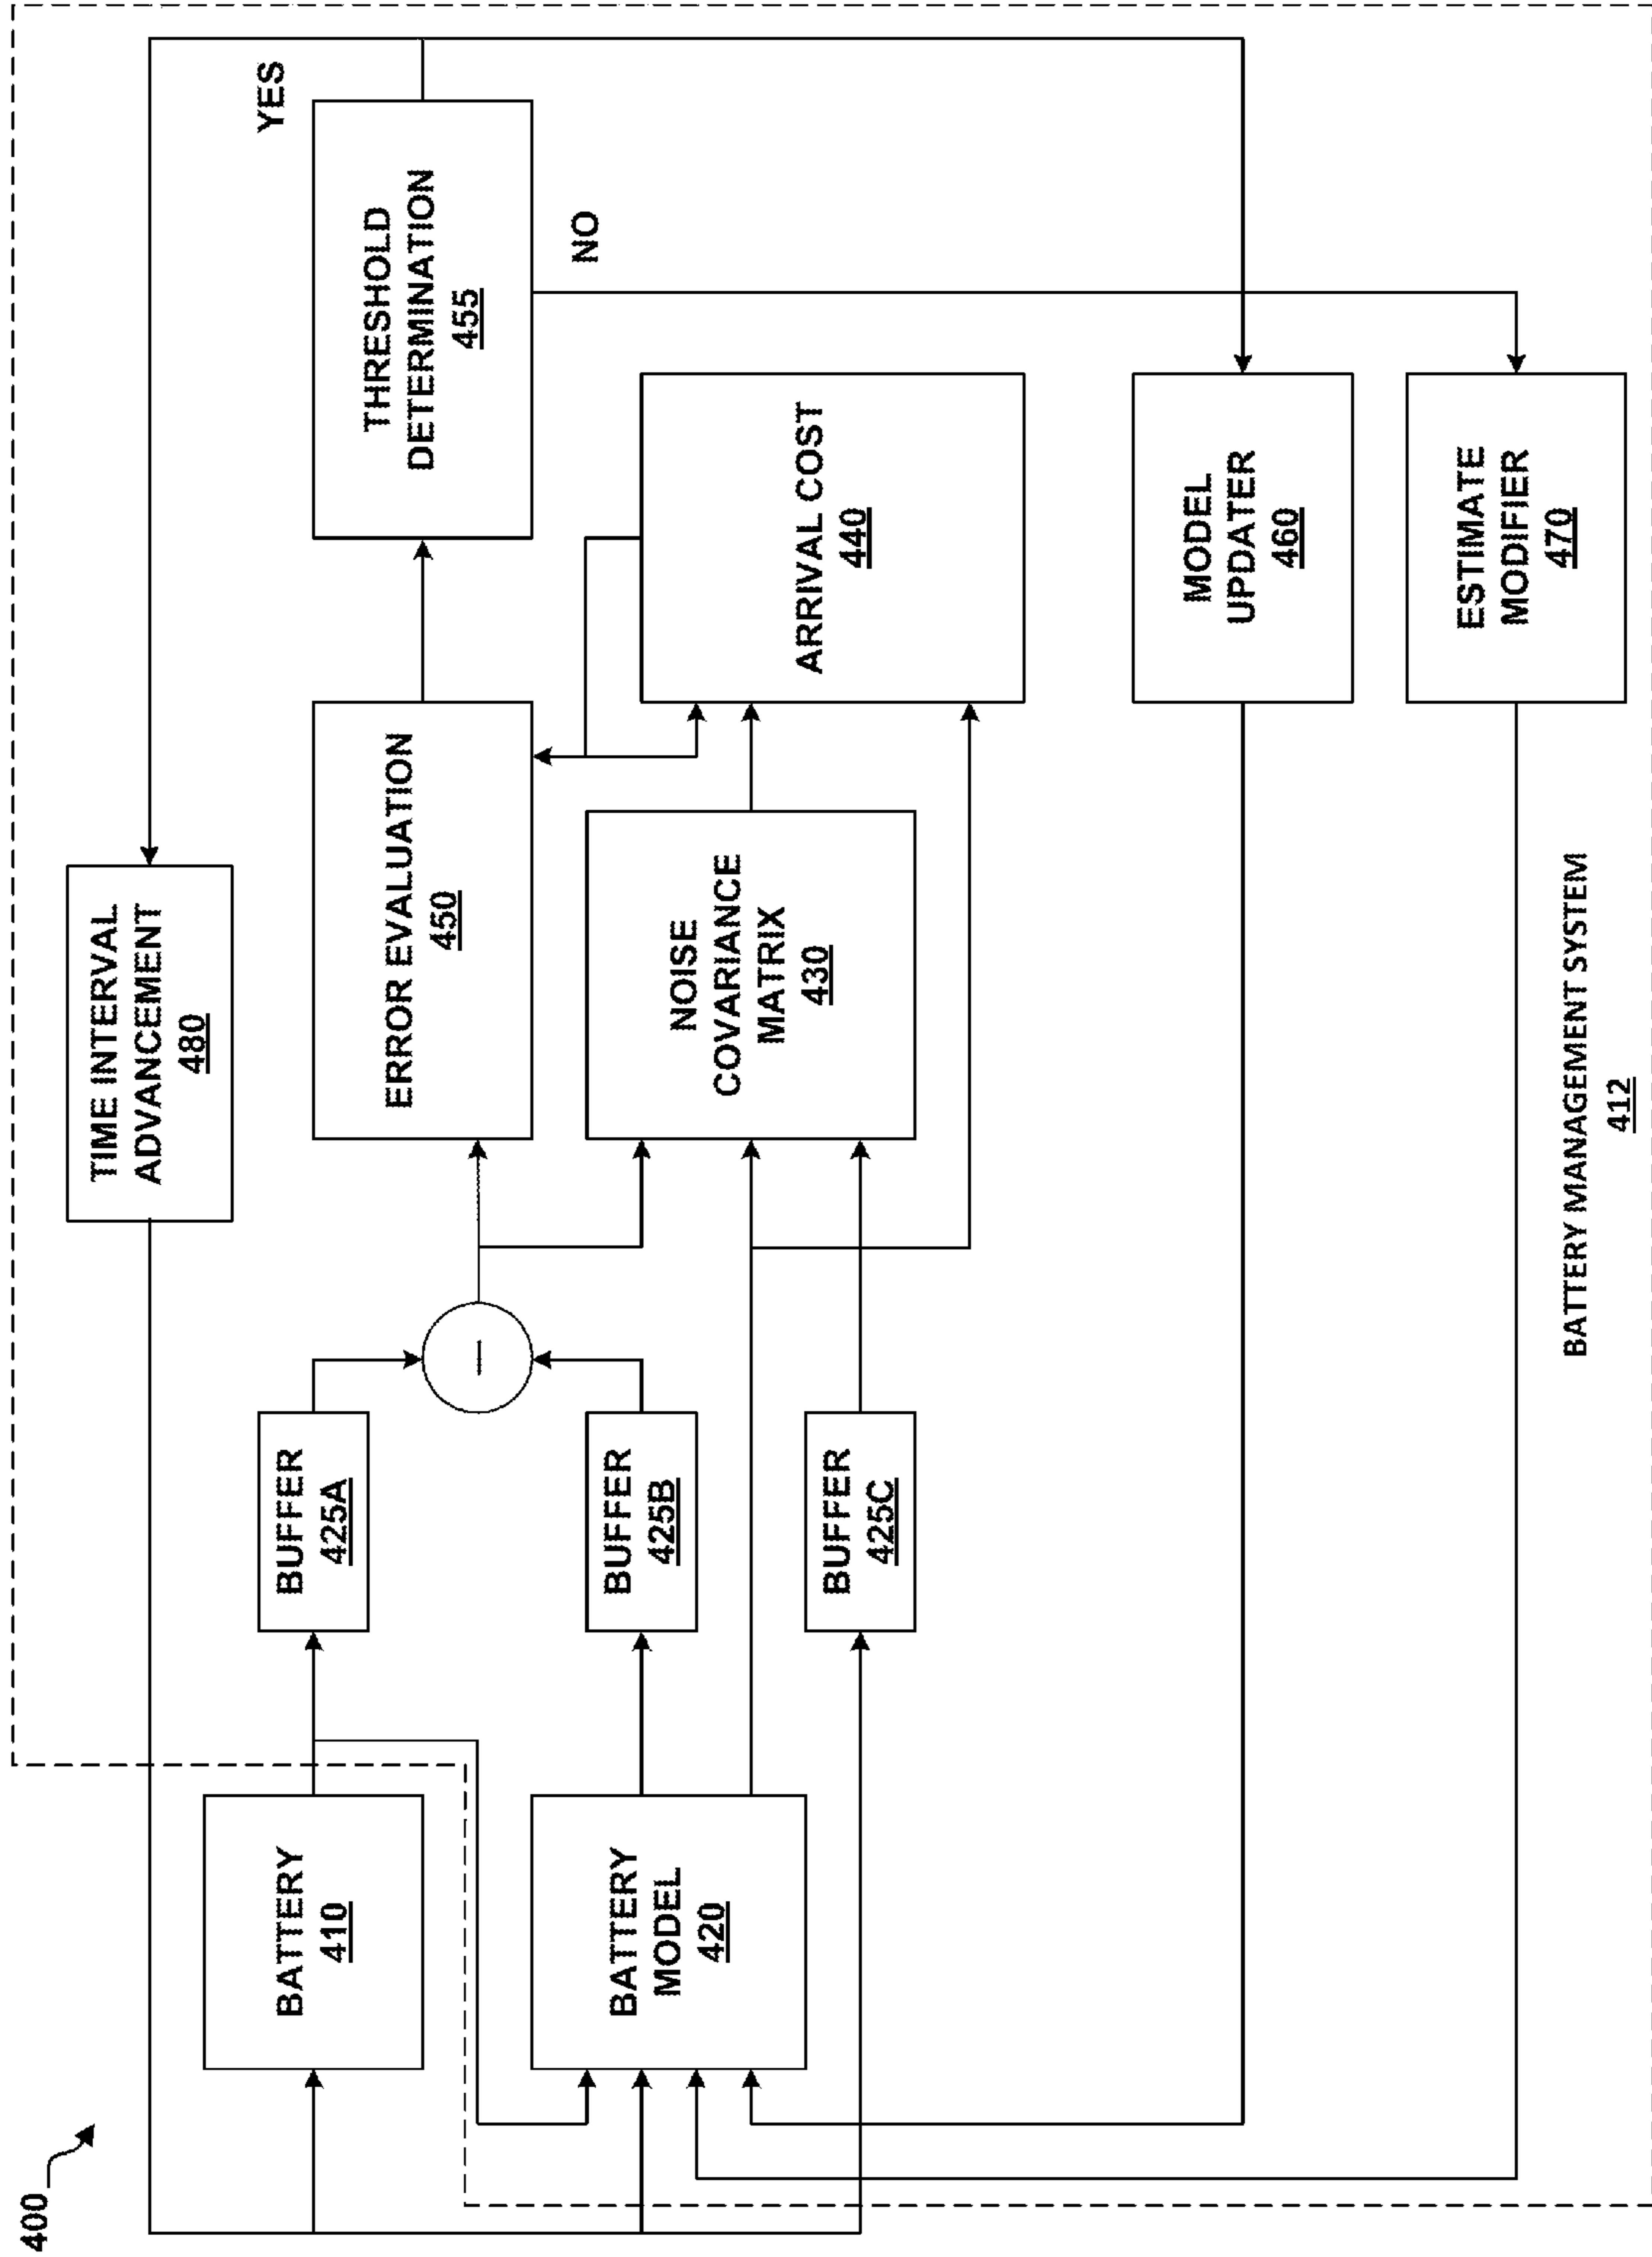 400
TIME INTERVAL
ADVANCEMENT
480
YES
BATTERY
410
BUFFER
425A
ERROR EVALUATION
450
THRESHOLD
DETERMINATION
455
—
NO
BATTERY
MODEL
420
BUFFER
425B
BUFFER
425C
NOISE
COVARIANCE
MATRIX
430
ARRIVAL COST
440
MODEL
UPDATER
460
ESTIMATE
MODIFIER
470
BATTERY MANAGEMENT SYSTEM
412